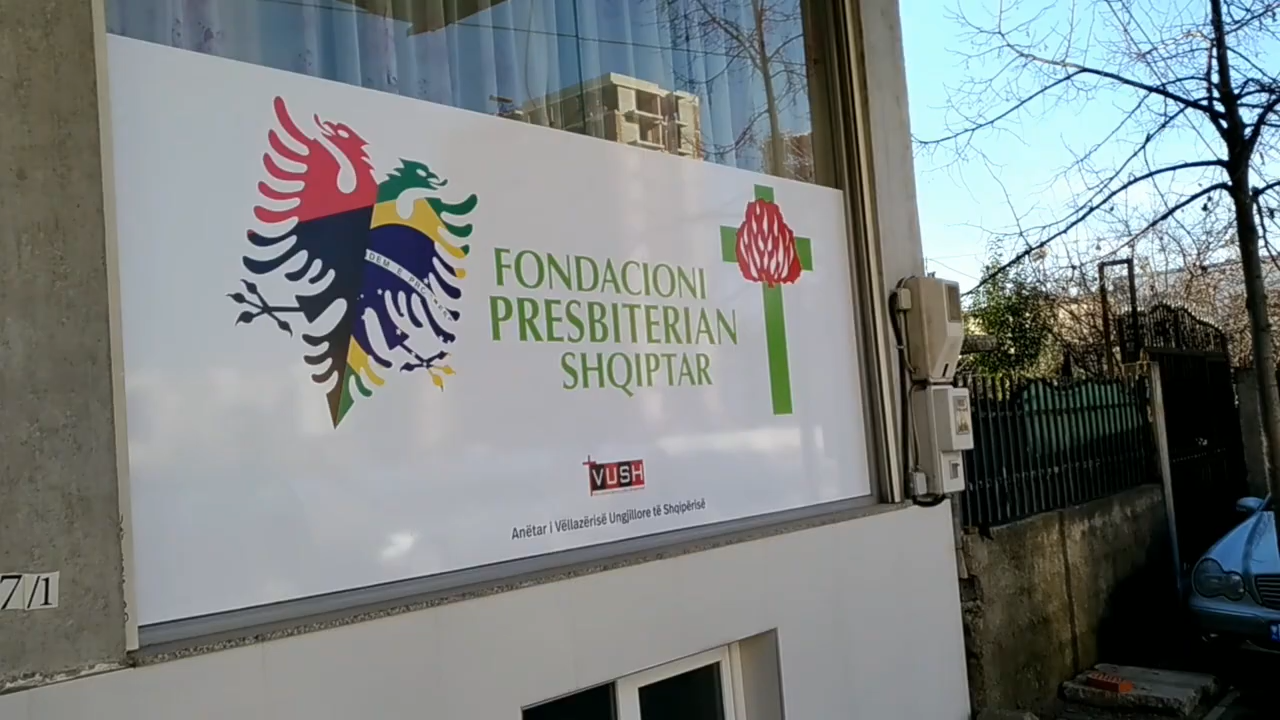 FONDACIONI
PRESBITERIAN
SHQIPTAR
VUSH
Anëtar i Vëllazërisë Ungjillore të Shqipërisë
7/1